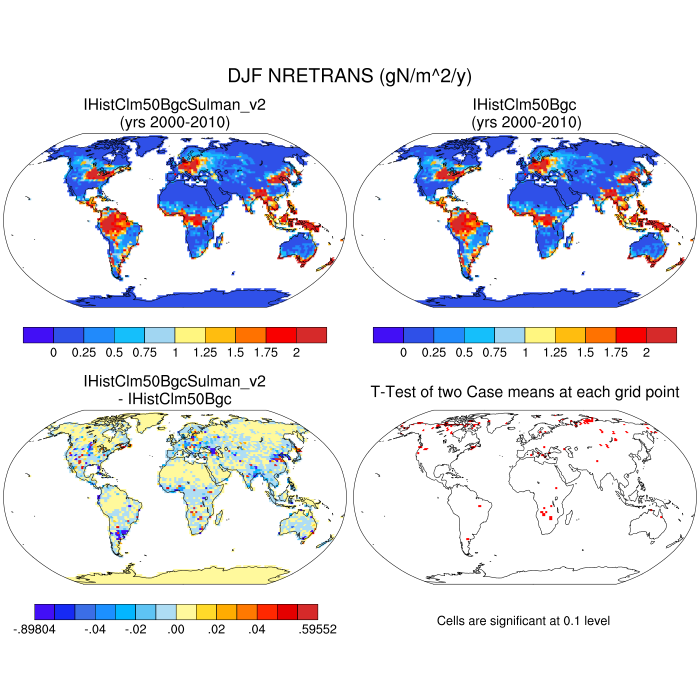 DJF NRETRANS (gN/m^2/y)
IHistClm50BgcSulman_v2
(yrs 2000-2010)
IHistClm50Bgc
(yrs 2000-2010)
0 0.25 0.5 0.75 1 1.25 1.5 1.75 2
0 0.25 0.5 0.75 1 1.25 1.5 1.75 2
IHistClm50BgcSulman_v2
- IHistClm50Bgc
T-Test of two Case means at each grid point
-.89804 -.04 -.02 .00 .02 .04 .59552
Cells are significant at 0.1 level